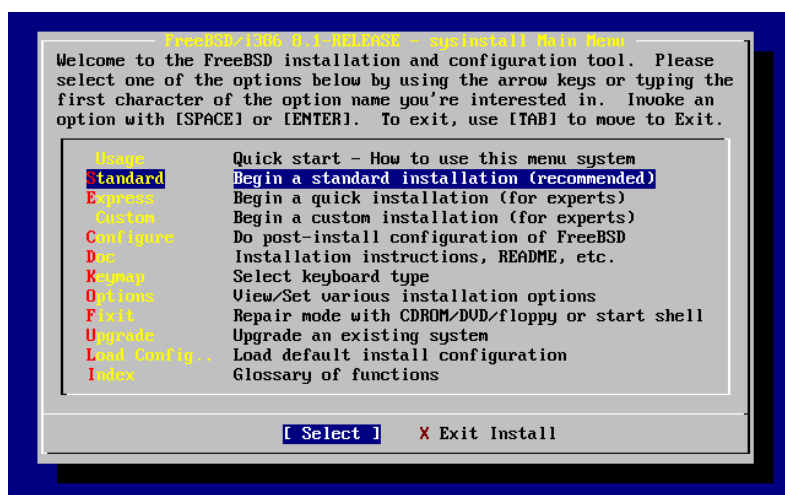 FreeBSD/i386 8.1-RELEASE - sysinstall Main Menu
Welcome to the FreeBSD installation and configuration tool.  Please
select one of the options below by using the arrow keys or typing the
first character of the option name you're interested in.  Invoke an
option with [SPACE] or [ENTER].  To exit, use [TAB] to move to Exit.
Usage Quick start - How to use this menu system
Standard Begin a standard installation (recommended)
Express Begin a quick installation (for experts)
Custom Begin a custom installation (for experts)
Configure Do post-install configuration of FreeBSD
Doc Installation instructions, README, etc.
Keymap Select keyboard type
Options View/Set various installation options
Fixit Repair mode with CDROM/DVD/floppy or start shell
Upgrade Upgrade an existing system
Load Config.. Load default install configuration
Index Glossary of functions
[ Select ] X Exit Install